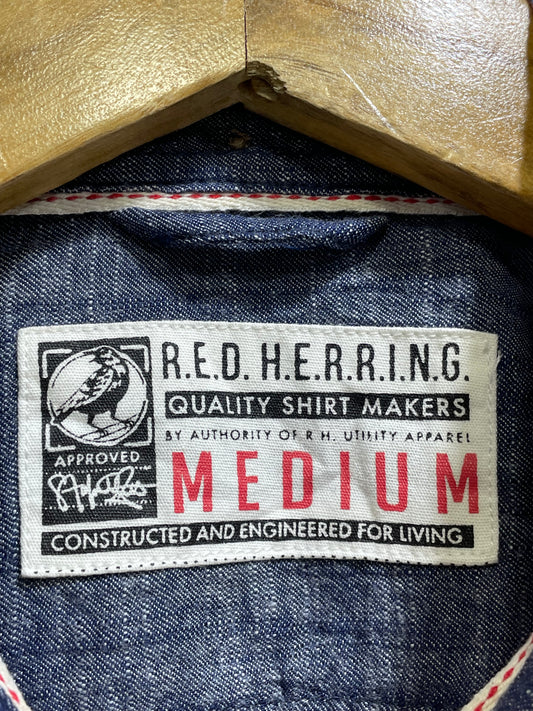 R.E.D. H.E.R.R.I.N.G.
QUALITY SHIRT MAKERS
BY AUTHORITY OF R.H. UTILITY APPAREL
APPROVED
MEDIUM
CONSTRUCTED AND ENGINEERED FOR LIVING